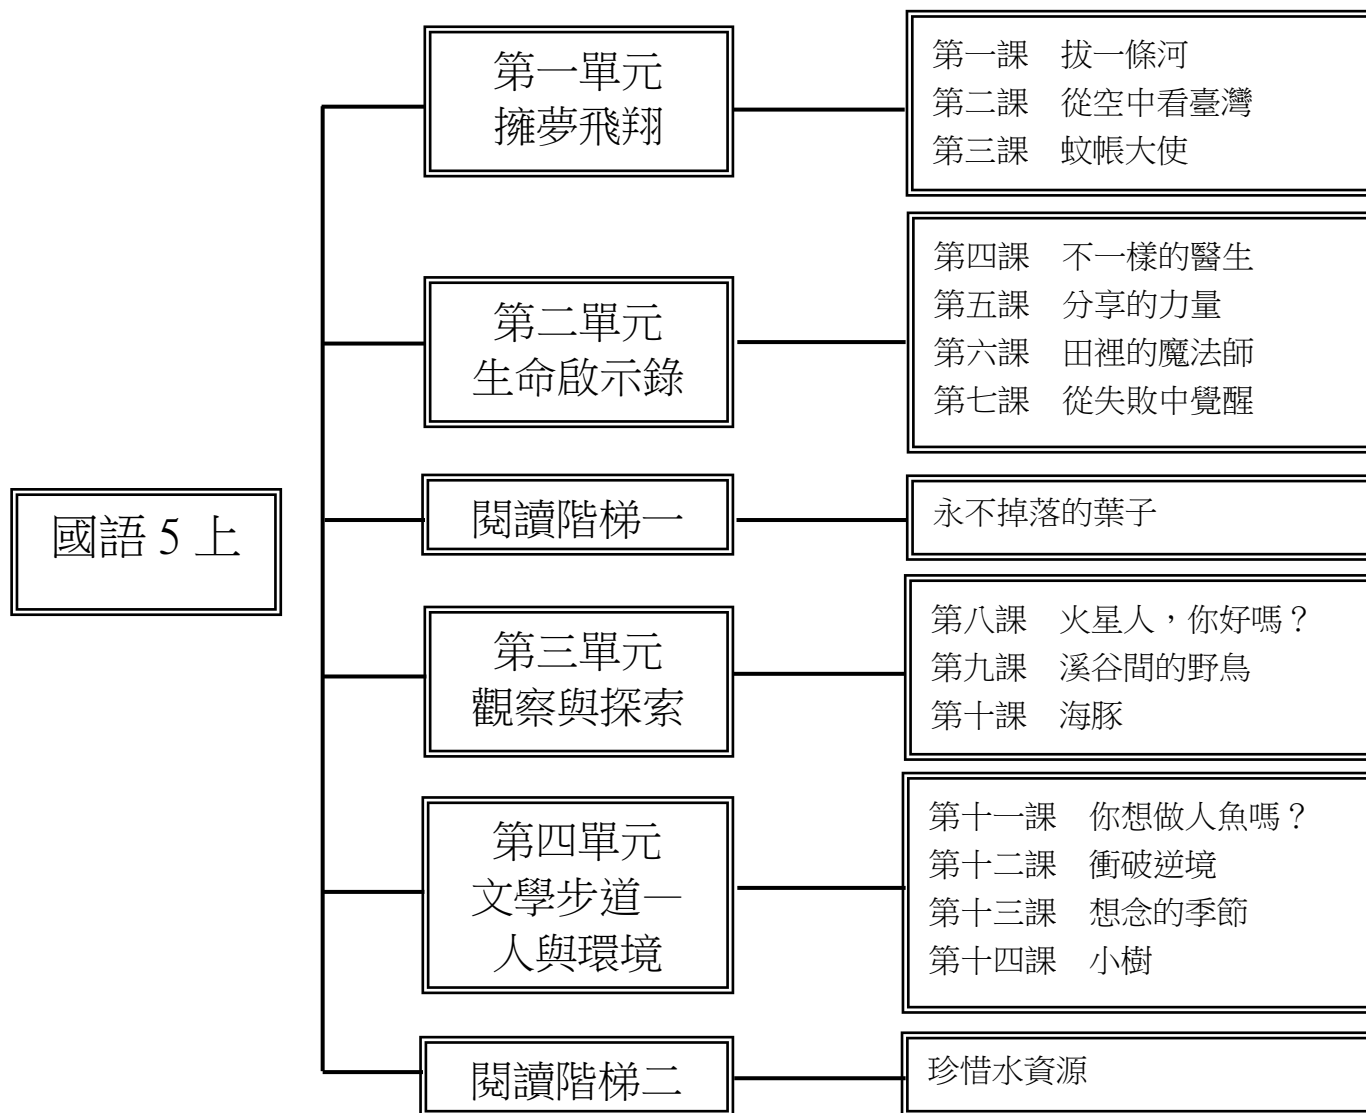 國語 5 上
第一單元
擁夢飛翔
第一課　拔一條河
第二課　從空中看臺灣
第三課　蚊帳大使
第二單元
生命啟示錄
第四課　不一樣的醫生
第五課　分享的力量
第六課　田裡的魔法師
第七課　從失敗中覺醒
閱讀階梯一
永不掉落的葉子
第三單元
觀察與探索
第八課　火星人，你好嗎？
第九課　溪谷間的野鳥
第十課　海豚
第四單元
文學步道—
人與環境
第十一課　你想做人魚嗎？
第十二課　衝破逆境
第十三課　想念的季節
第十四課　小樹
閱讀階梯二
珍惜水資源